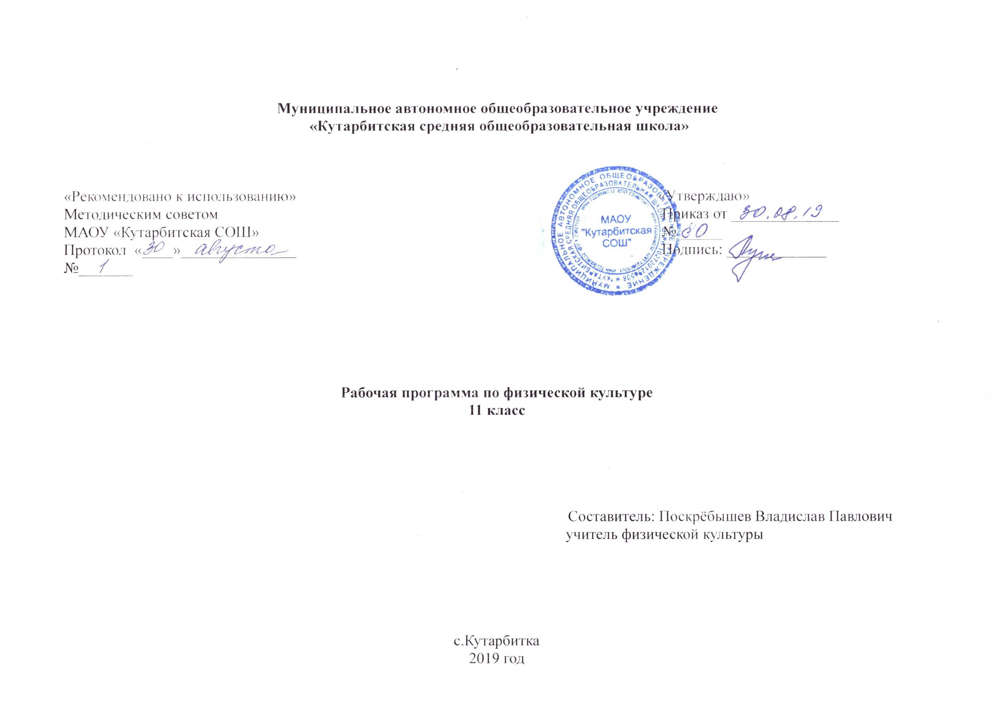 Муниципальное автономное общеобразовательное учреждение
«Кутарбитская средняя общеобразовательная школа»
«Рекомендовано к использованию»
Методическим советом
МАОУ «Кутарбитская СОШ»
Протокол «30» августа
№ 1
МУНИЦИПАЛЬНОЕ АВТОНОМНОЕ ОБЩЕОБРАЗОВАТЕЛЬНОЕ УЧРЕЖДЕНИЕ *
"КУТАРБИТСКАЯ СРЕДНЯЯ ОБЩЕОБРАЗОВАТЕЛЬНАЯ ШКОЛА"
МАОУ
"Кутарбитская
СОШ"
«Утверждаю»
Приказ от 30.08.19
№ 80
Подпись:
Рабочая программа по физической культуре
11 класс
Составитель: Поскрёбышев Владислав Павлович
учитель физической культуры
с.Кутарбитка
2019 год